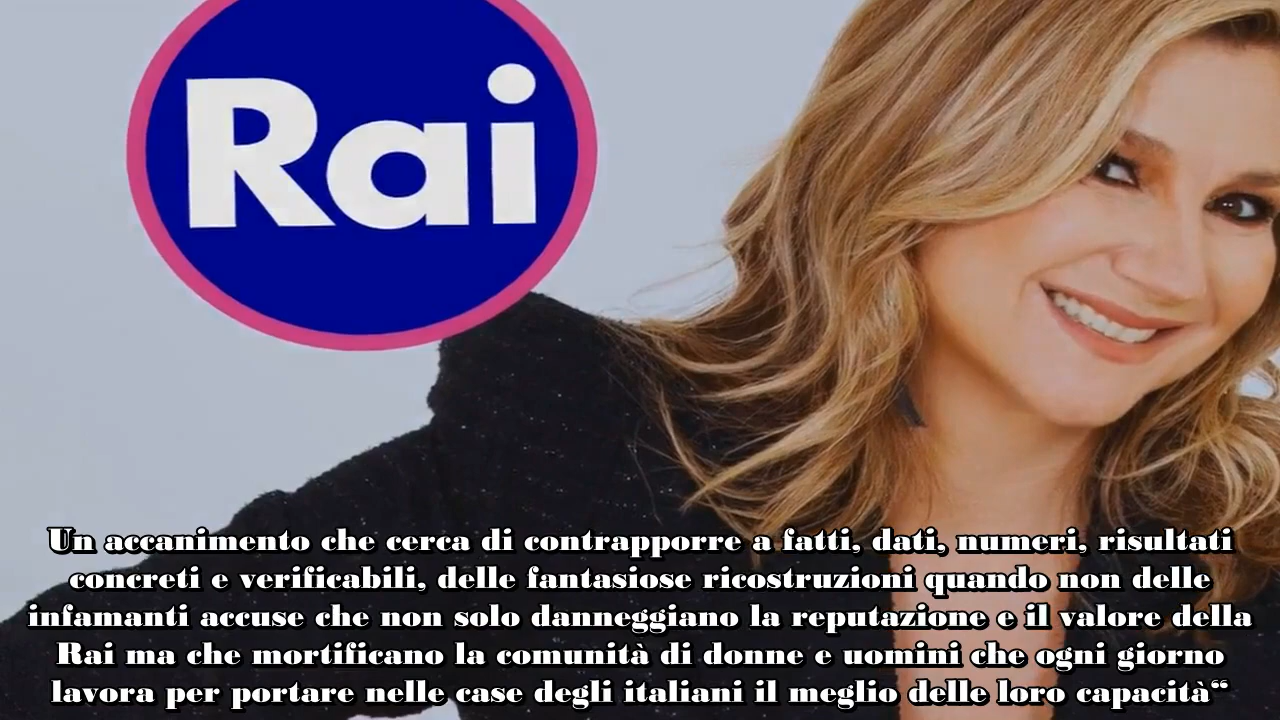 Rai
Un accanimento che cerca di contrapporre a fatti, dati, numeri, risultati
concreti e verificabili, delle fantasiose ricostruzioni quando non delle
infamanti accuse che non solo danneggiano la reputazione e il valore della
Rai ma che mortificano la comunità di donne e uomini che ogni giorno
lavora per portare nelle case degli italiani il meglio delle loro capacità“